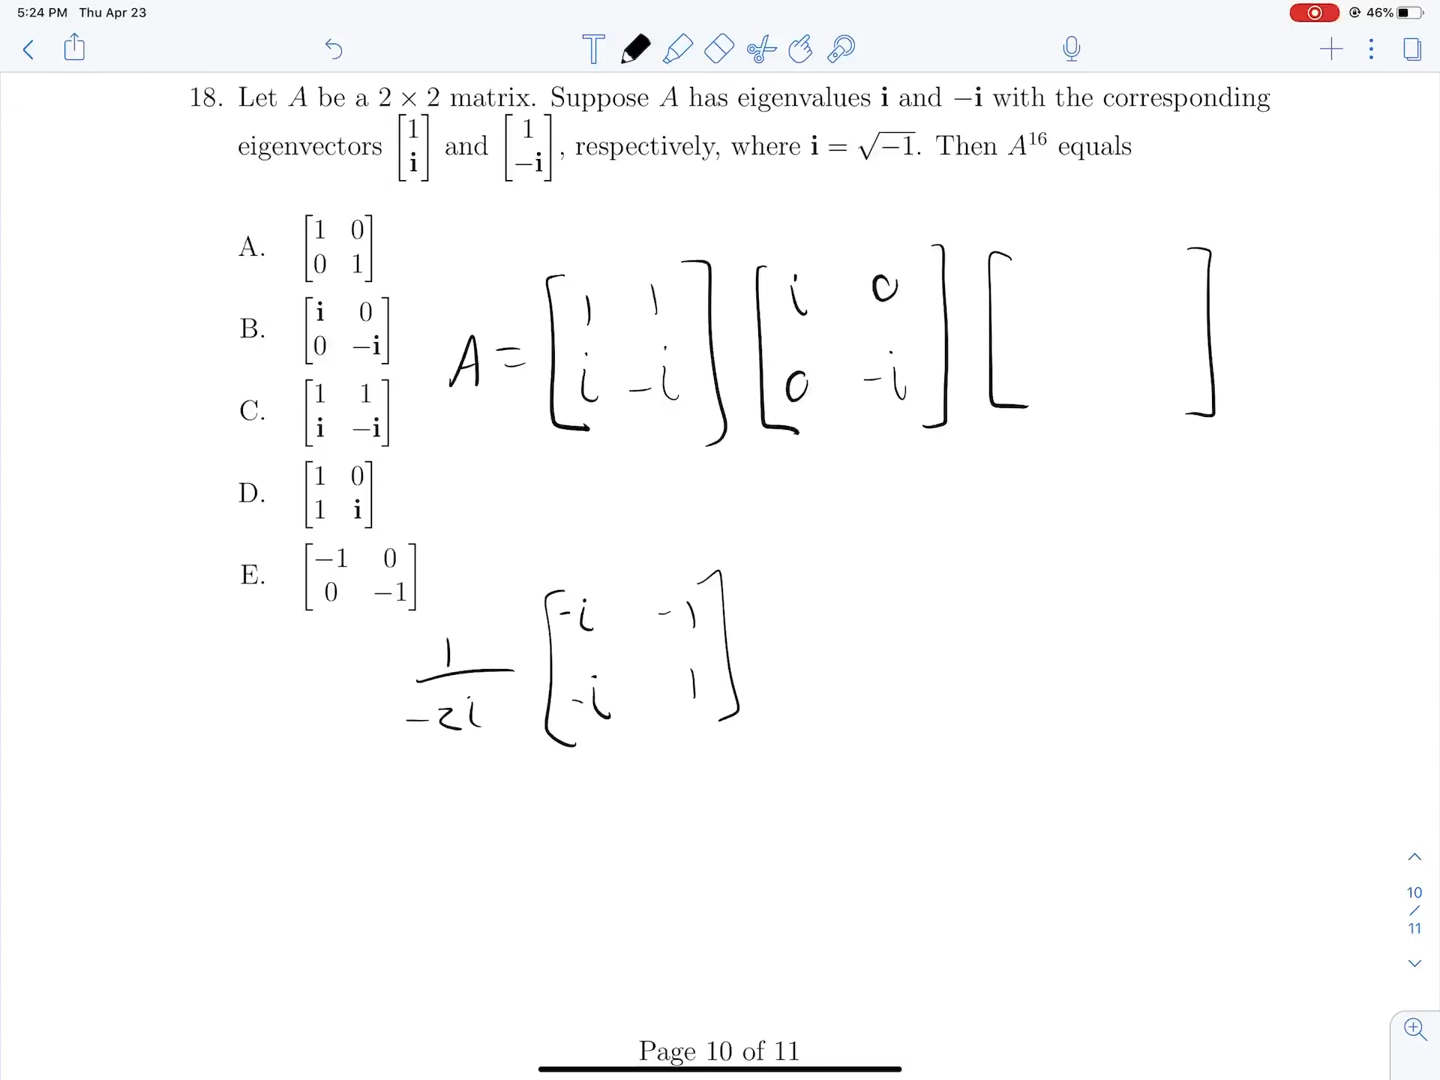 5:24 PM Thu Apr 23
46%
18. Let A be a 2 × 2 matrix. Suppose A has eigenvalues i and −i with the corresponding
eigenvectors [1 i] and [1 −i], respectively, where i = √−1. Then A¹⁶ equals
A. [1 0
0 1]
B. [i 0
0 −i]
C. [1 1
i −i]
D. [1 0
1 i]
E. [−1 0
0 −1]
A = [1 1
i −i] [i 0
0 −i] [ ]
1/−2i [−i −1
−i 1]
10
/
11
Page 10 of 11